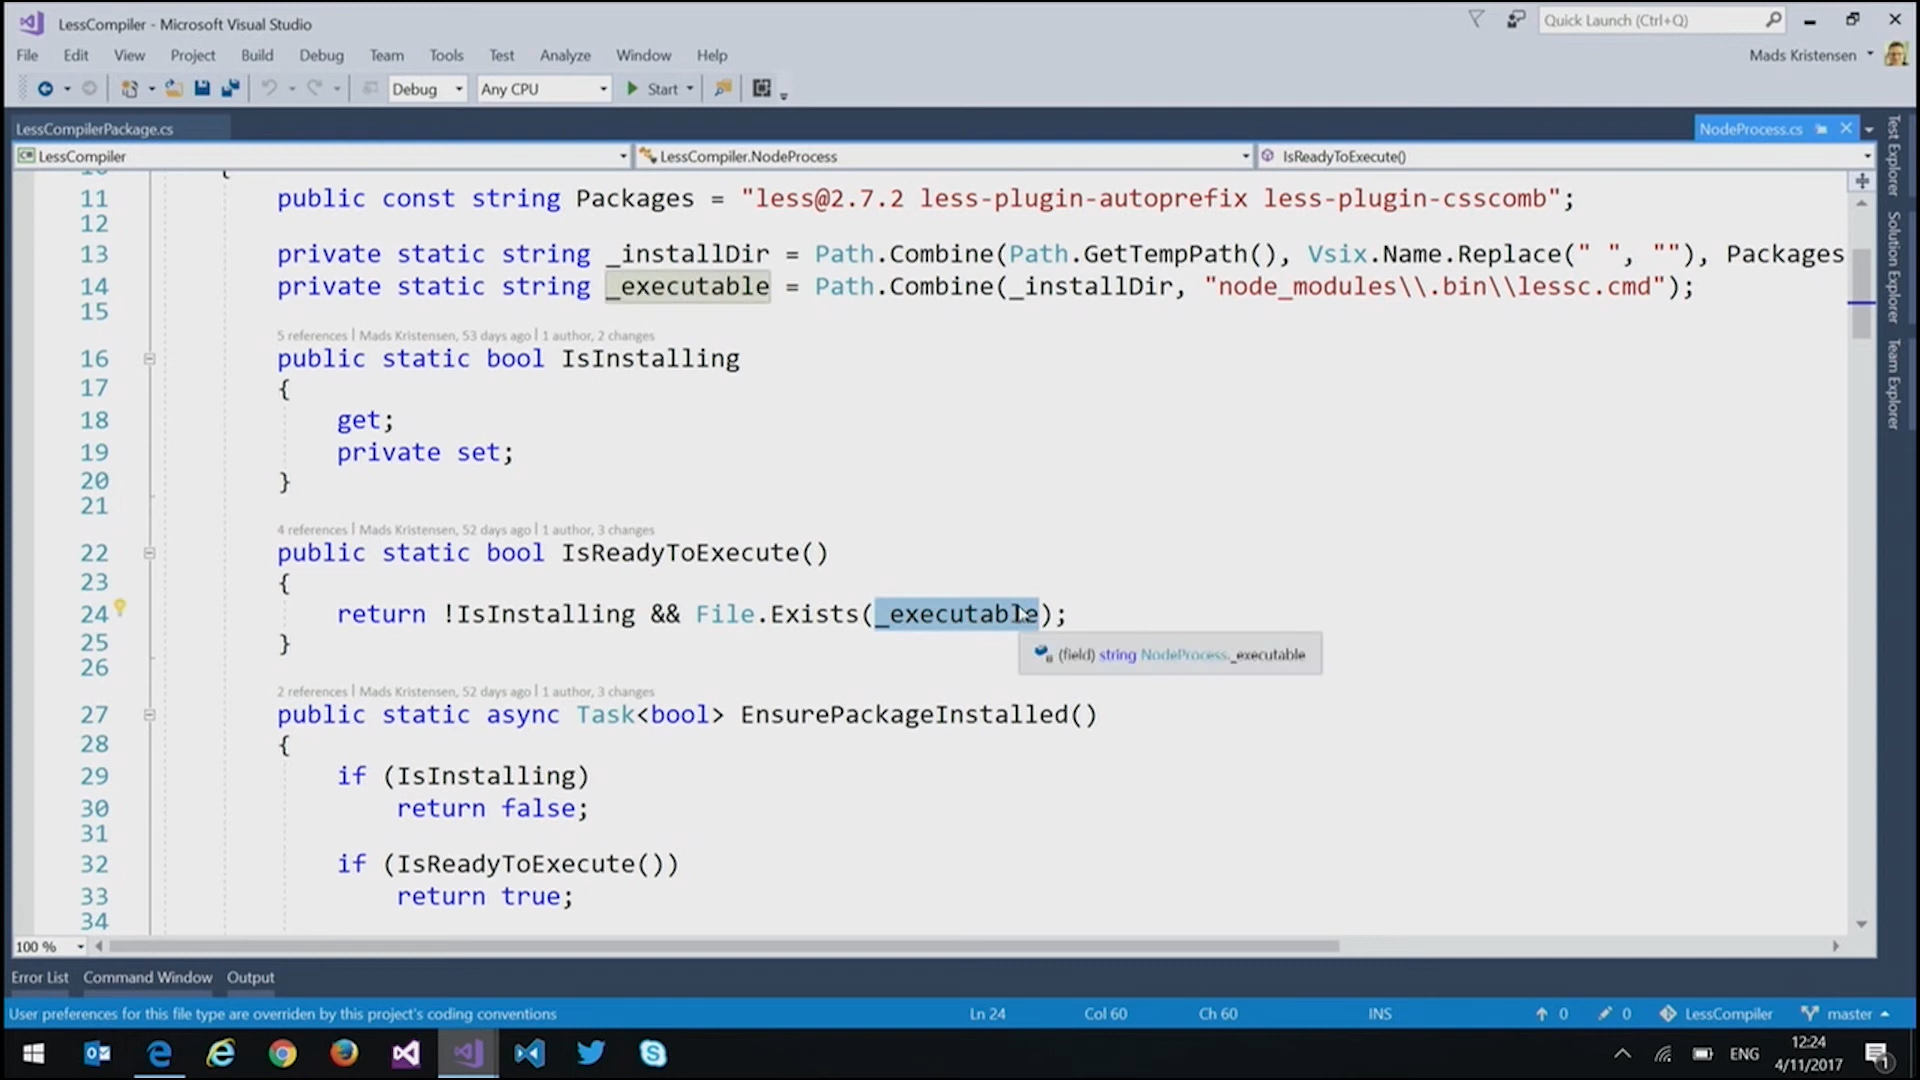 LessCompiler - Microsoft Visual Studio
Quick Launch (Ctrl+Q)
File Edit View Project Build Debug Team Tools Test Analyze Window Help
Mads Kristensen
Debug Any CPU Start
LessCompilerPackage.cs
NodeProcess.cs
LessCompiler
LessCompiler.NodeProcess
IsReadyToExecute()
11 public const string Packages = "less@2.7.2 less-plugin-autoprefix less-plugin-csscomb";
12
13 private static string _installDir = Path.Combine(Path.GetTempPath(), Vsix.Name.Replace(" ", ""), Packages
14 private static string _executable = Path.Combine(_installDir, "node_modules\\.bin\\lessc.cmd");
15
5 references | Mads Kristensen, 53 days ago | 1 author, 2 changes
16 public static bool IsInstalling
17 {
18 get;
19 private set;
20 }
21
4 references | Mads Kristensen, 52 days ago | 1 author, 3 changes
22 public static bool IsReadyToExecute()
23 {
24 return !IsInstalling && File.Exists(_executable);
25 }
(field) string NodeProcess._executable
26
2 references | Mads Kristensen, 52 days ago | 1 author, 3 changes
27 public static async Task<bool> EnsurePackageInstalled()
28 {
29 if (IsInstalling)
30 return false;
31
32 if (IsReadyToExecute())
33 return true;
34
Test Explorer
Solution Explorer
Team Explorer
100 %
Error List Command Window Output
User preferences for this file type are overriden by this project's coding conventions
Ln 24 Col 60 Ch 60 INS 0 0 LessCompiler master
ENG
12:24
4/11/2017
1